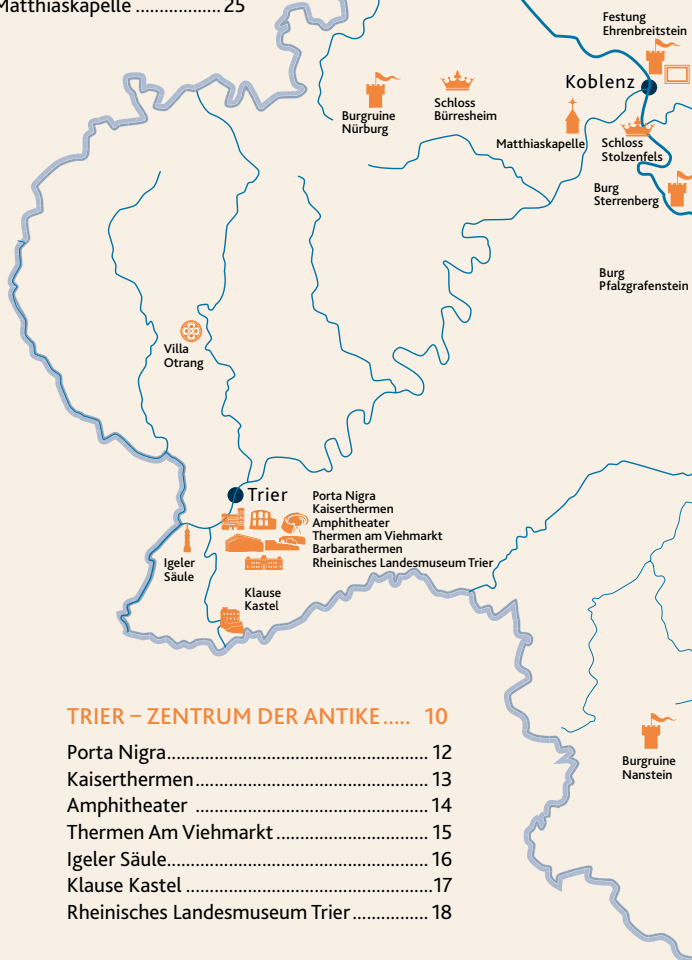 Matthiaskapelle ................. 25
Festung
Ehrenbreitstein
Koblenz
Burgruine
Nürburg
Schloss
Bürresheim
Matthiaskapelle
Schloss
Stolzenfels
Burg
Sterrenberg
Burg
Pfalzgrafenstein
Villa
Otrang
Trier
Porta Nigra
Kaiserthermen
Amphitheater
Thermen am Viehmarkt
Barbarathermen
Rheinisches Landesmuseum Trier
Igeler
Säule
Klause
Kastel
Burgruine
Nanstein
TRIER – ZENTRUM DER ANTIKE ..... 10
Porta Nigra .................................................... 12
Kaiserthermen .............................................. 13
Amphitheater .............................................. 14
Thermen Am Viehmarkt .............................. 15
Igeler Säule .................................................... 16
Klause Kastel ................................................. 17
Rheinisches Landesmuseum Trier ............... 18